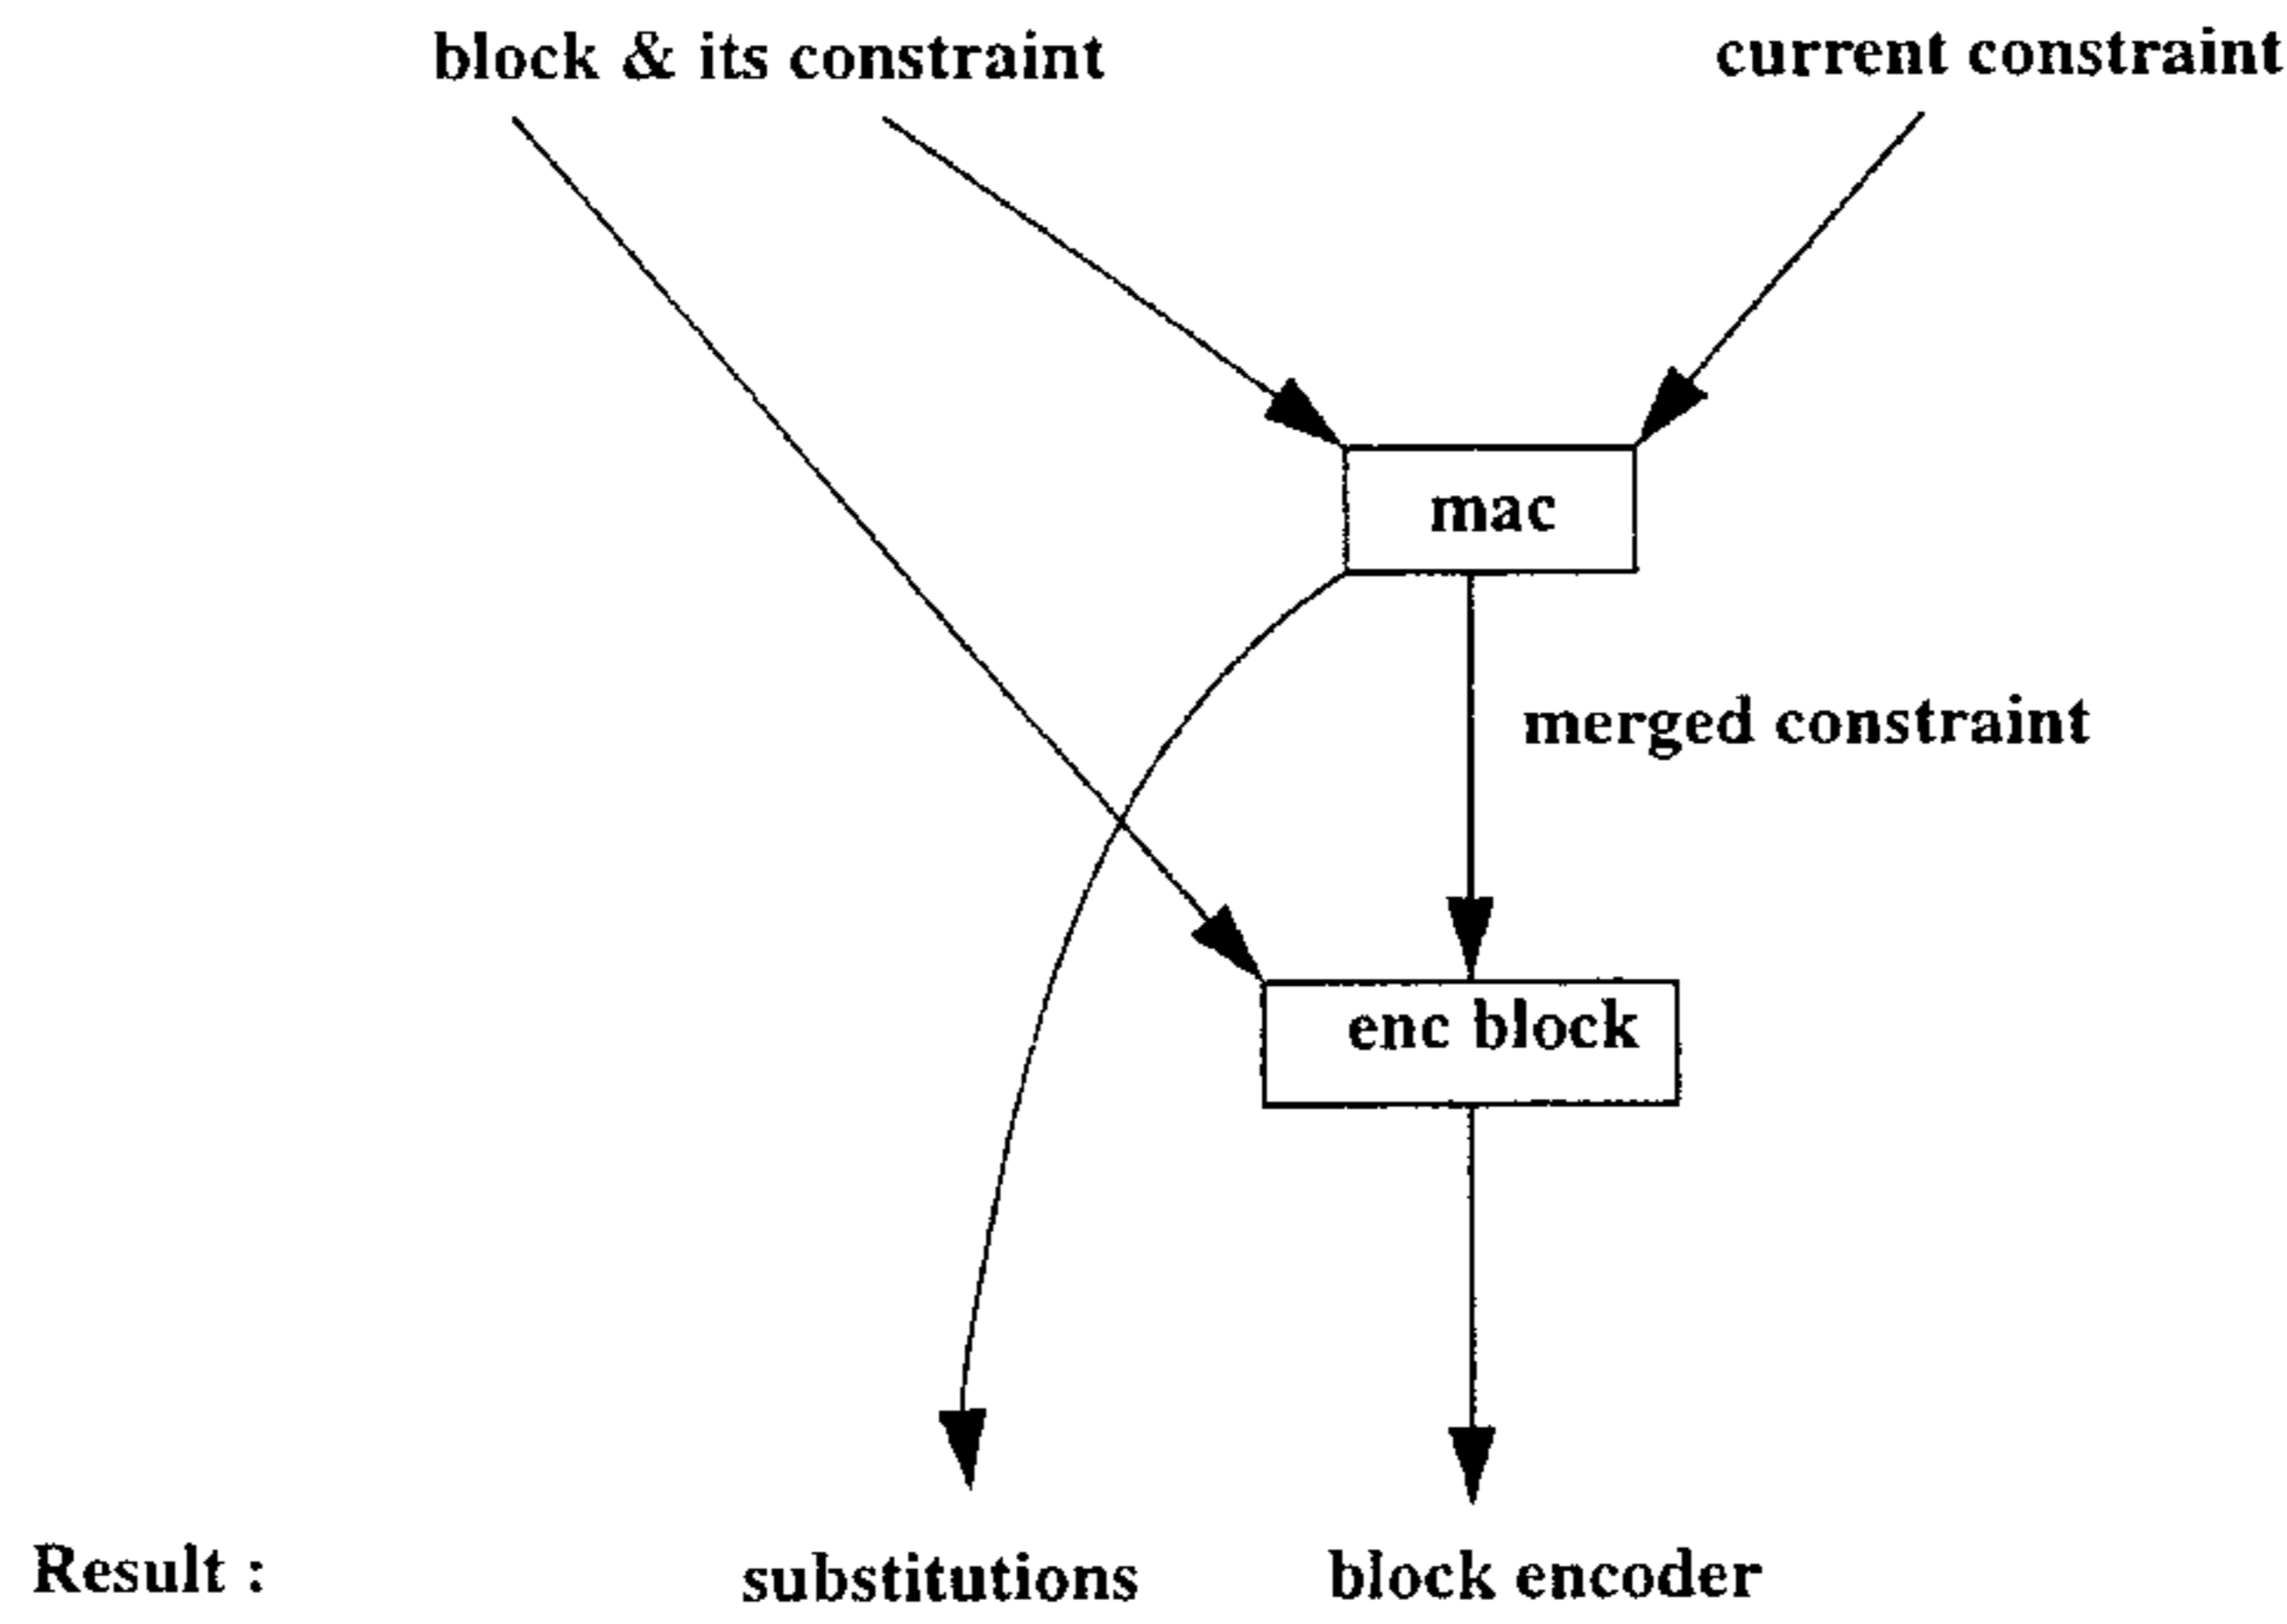 block & its constraint
current constraint
mac
merged constraint
enc block
Result :
substitutions
block encoder